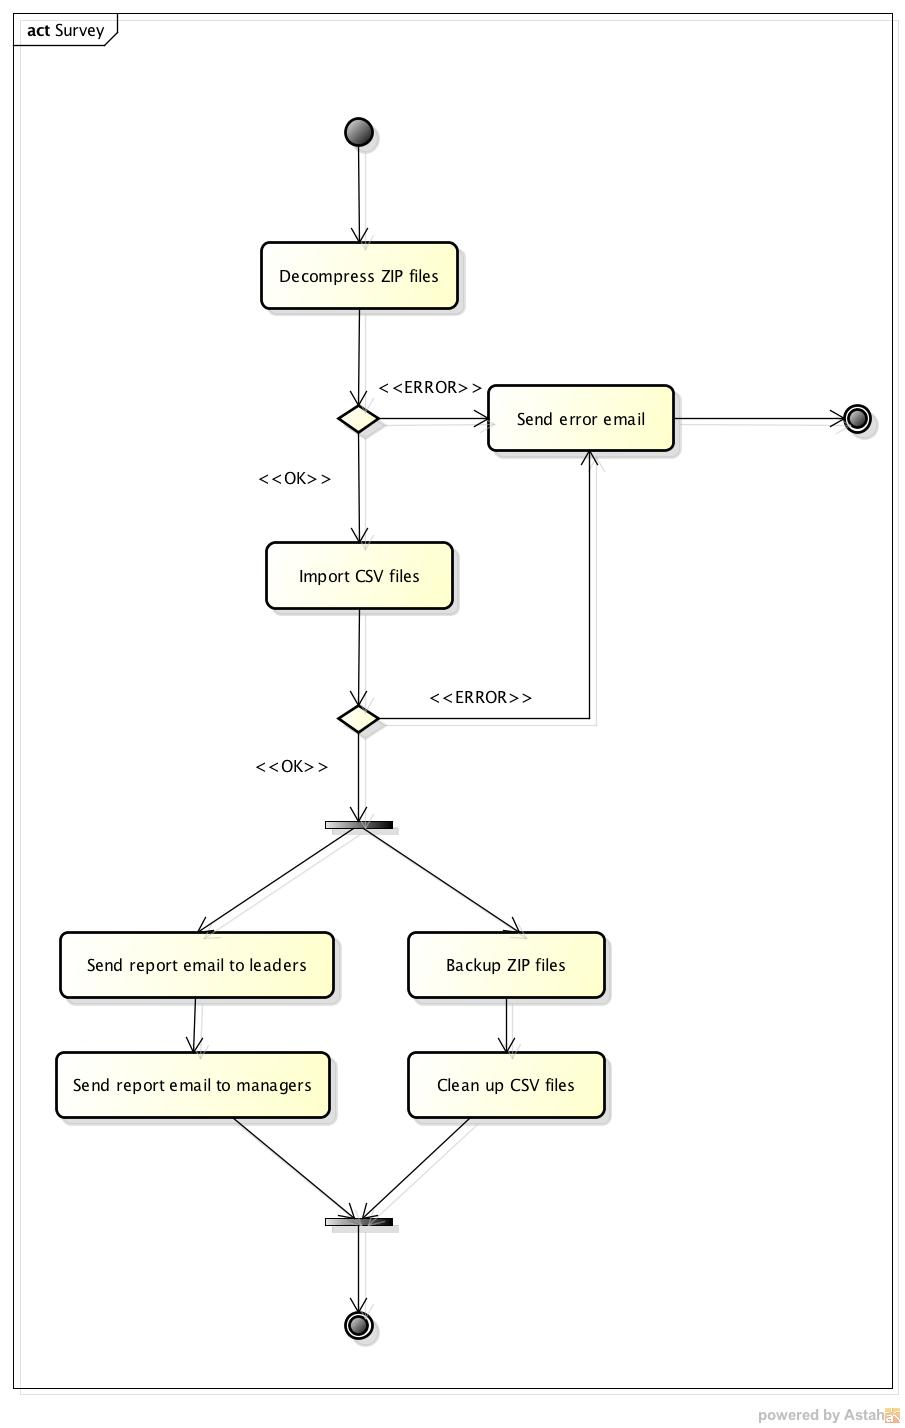 act Survey
Decompress ZIP files
<<ERROR>>
Send error email
<<OK>>
Import CSV files
<<ERROR>>
<<OK>>
Send report email to leaders
Backup ZIP files
Send report email to managers
Clean up CSV files
powered by Astah